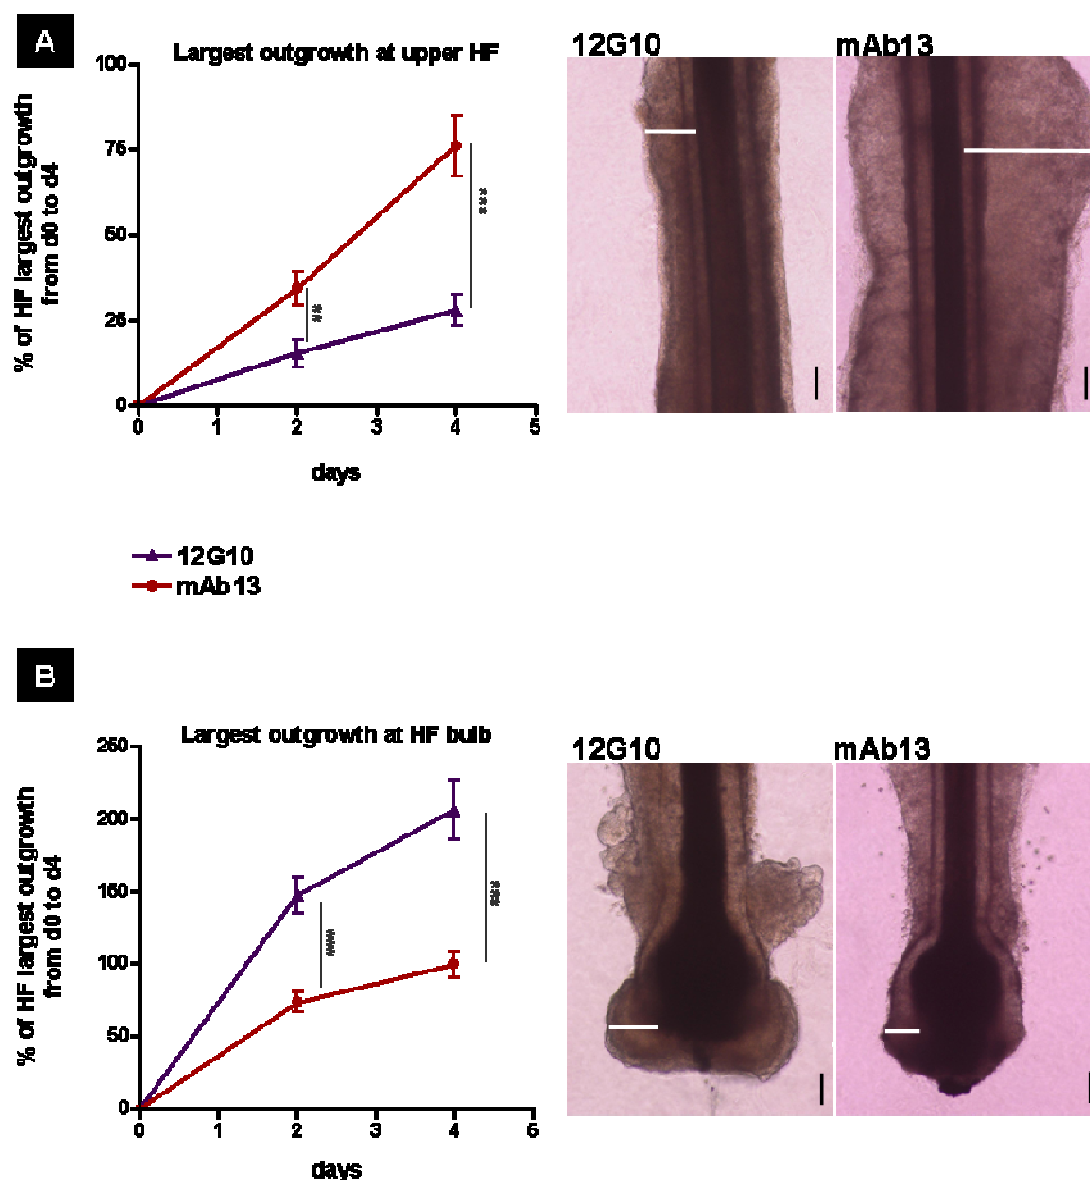 A
Largest outgrowth at upper HF
12G10
mAb13
% of HF largest outgrowth
from d0 to d4
100
75
50
25
0
**
***
0 1 2 3 4 5
days
12G10
mAb13
B
Largest outgrowth at HF bulb
12G10
mAb13
% of HF largest outgrowth
from d0 to d4
250
200
150
100
50
0
***
***
0 1 2 3 4 5
days